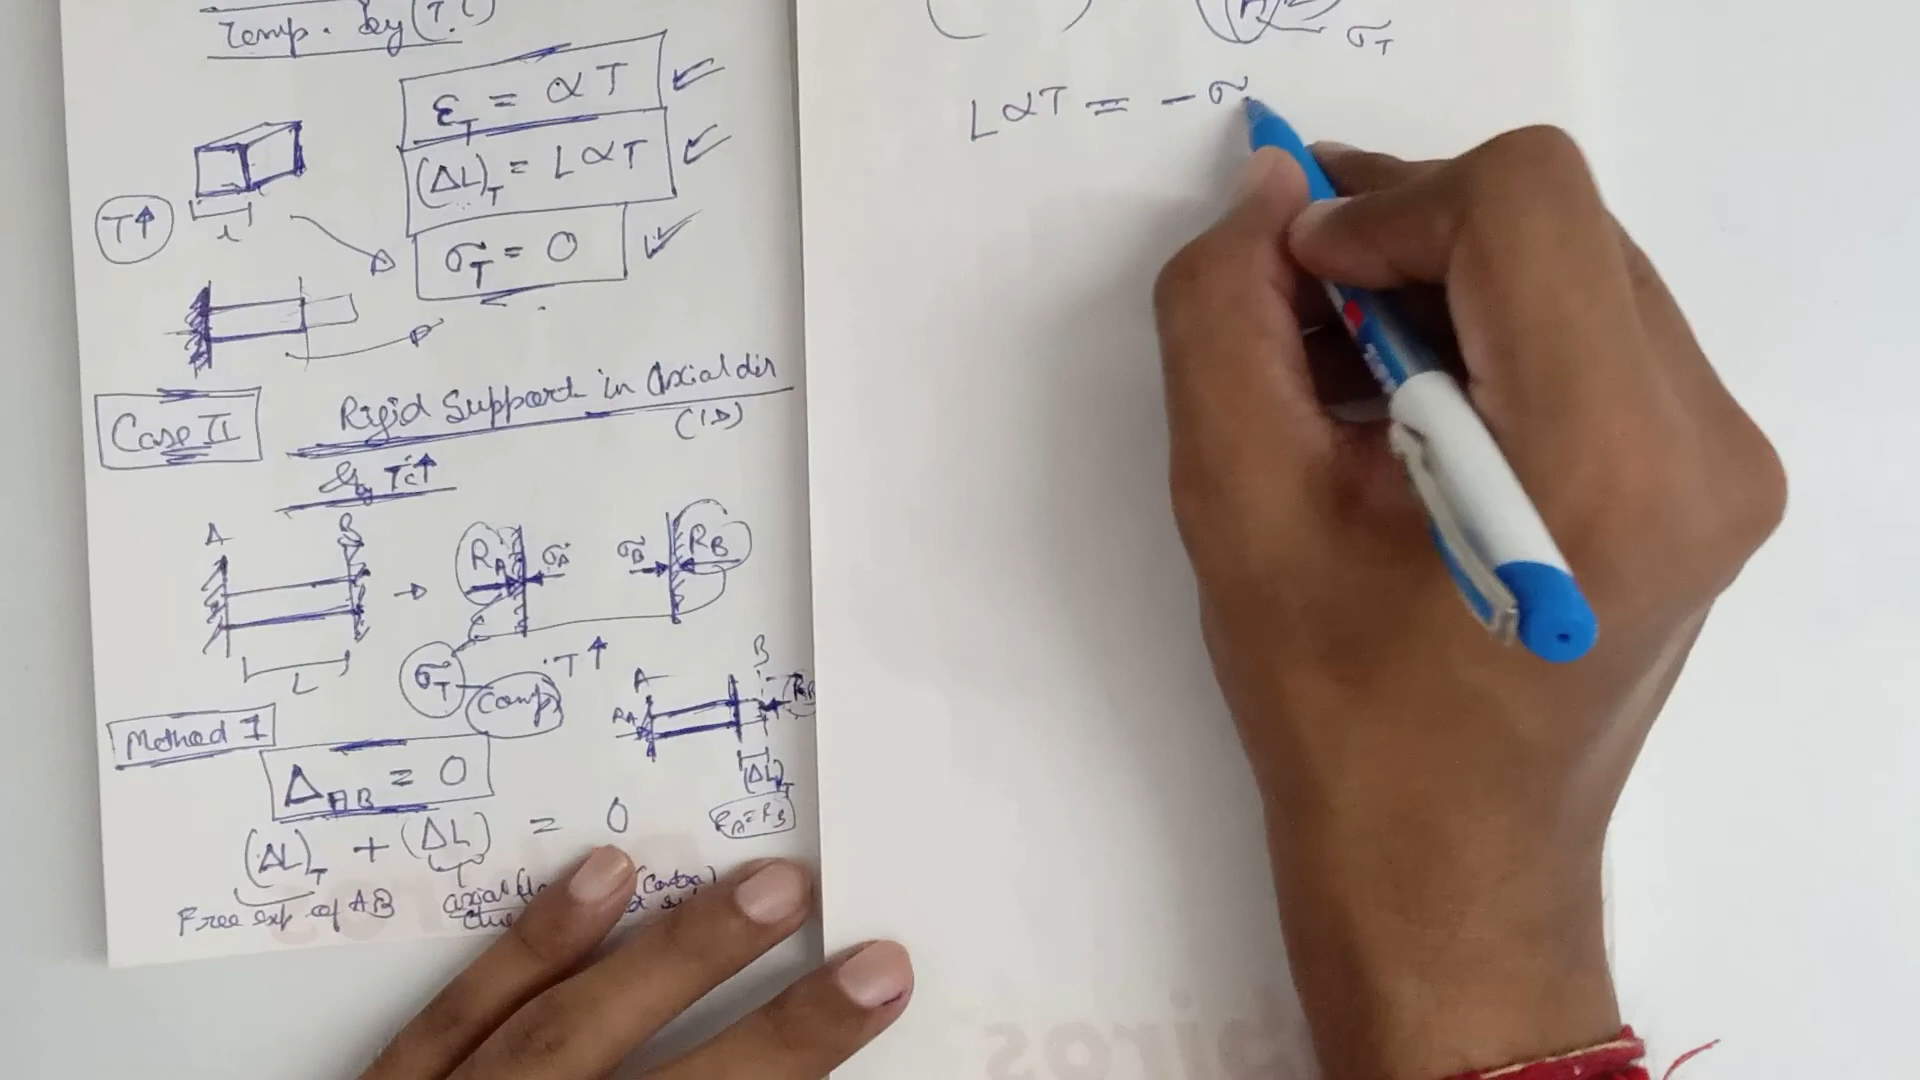 Temp. by (T°C)
ε_T = αT
(ΔL)_T = LαT
T↑
σ_T = 0
Case II
Rigid Support in axial dir
(1D)
T°C↑
A B
R_A σ_A σ_B R_B
L
σ_T Comp
T↑
A B
R_A R_B
Method 1
Δ_AB = 0
(ΔL)_T
R_A = R_B
(ΔL)_T + (ΔL) = 0
Free exp of AB axial
σ_T
LαT = - σ